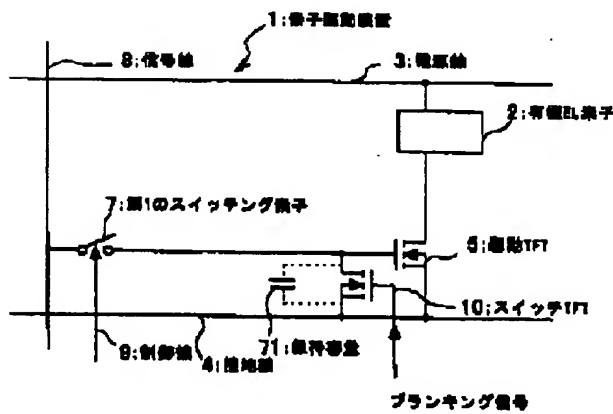 1:素子駆動装置
8:信号線
3:電源線
2:有機EL素子
7:第1のスイッチング素子
5:駆動TFT
10:スイッチTFT
9:制御線
4:接地線
71:保持容量
ブランキング信号